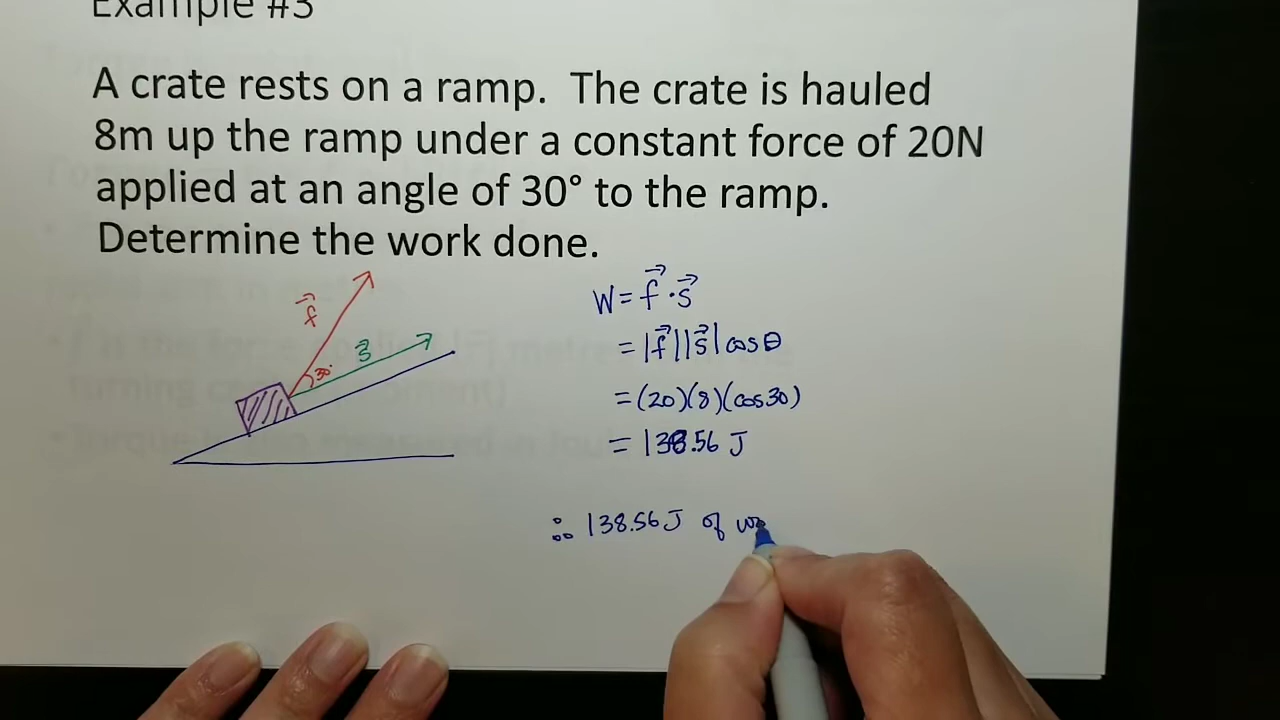 Example #3
A crate rests on a ramp. The crate is hauled
8m up the ramp under a constant force of 20N
applied at an angle of 30° to the ramp.
Determine the work done.
f⃗
s⃗
30°
W = f⃗ · s⃗
= |f⃗||s⃗| cos θ
= (20)(8)(cos30)
= 138.56 J
∴ 138.56 J of wo